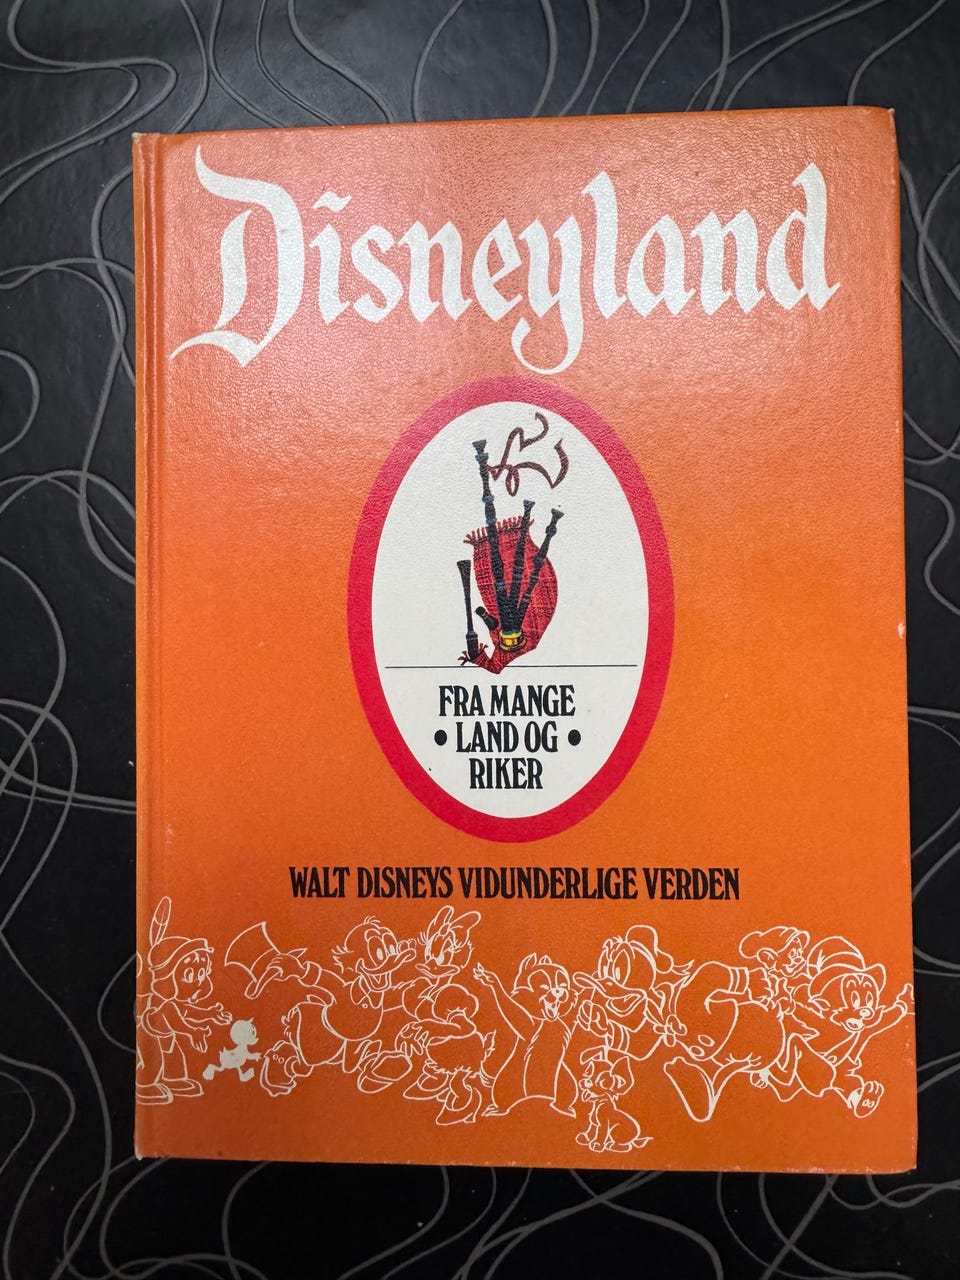 Disneyland
FRA MANGE
• LAND OG •
RIKER
WALT DISNEYS VIDUNDERLIGE VERDEN